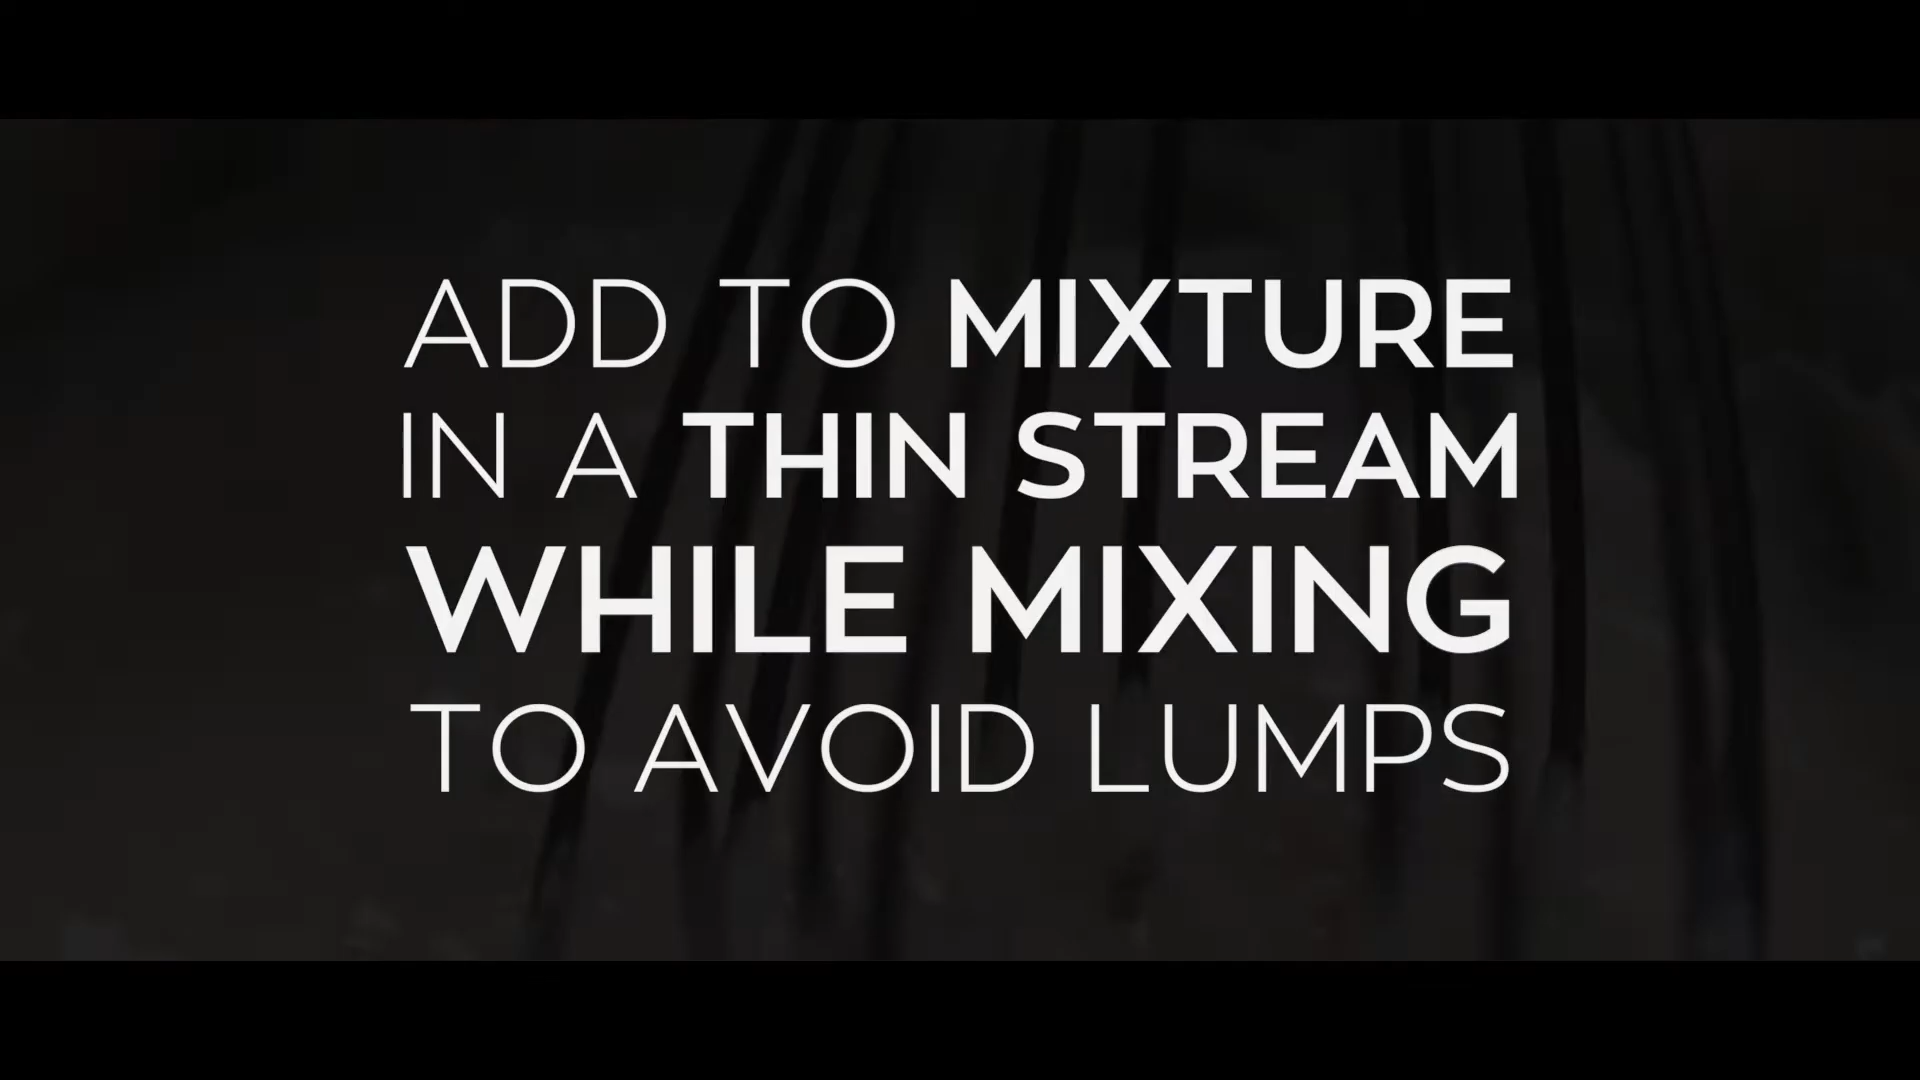 ADD TO MIXTURE
IN A THIN STREAM
WHILE MIXING
TO AVOID LUMPS